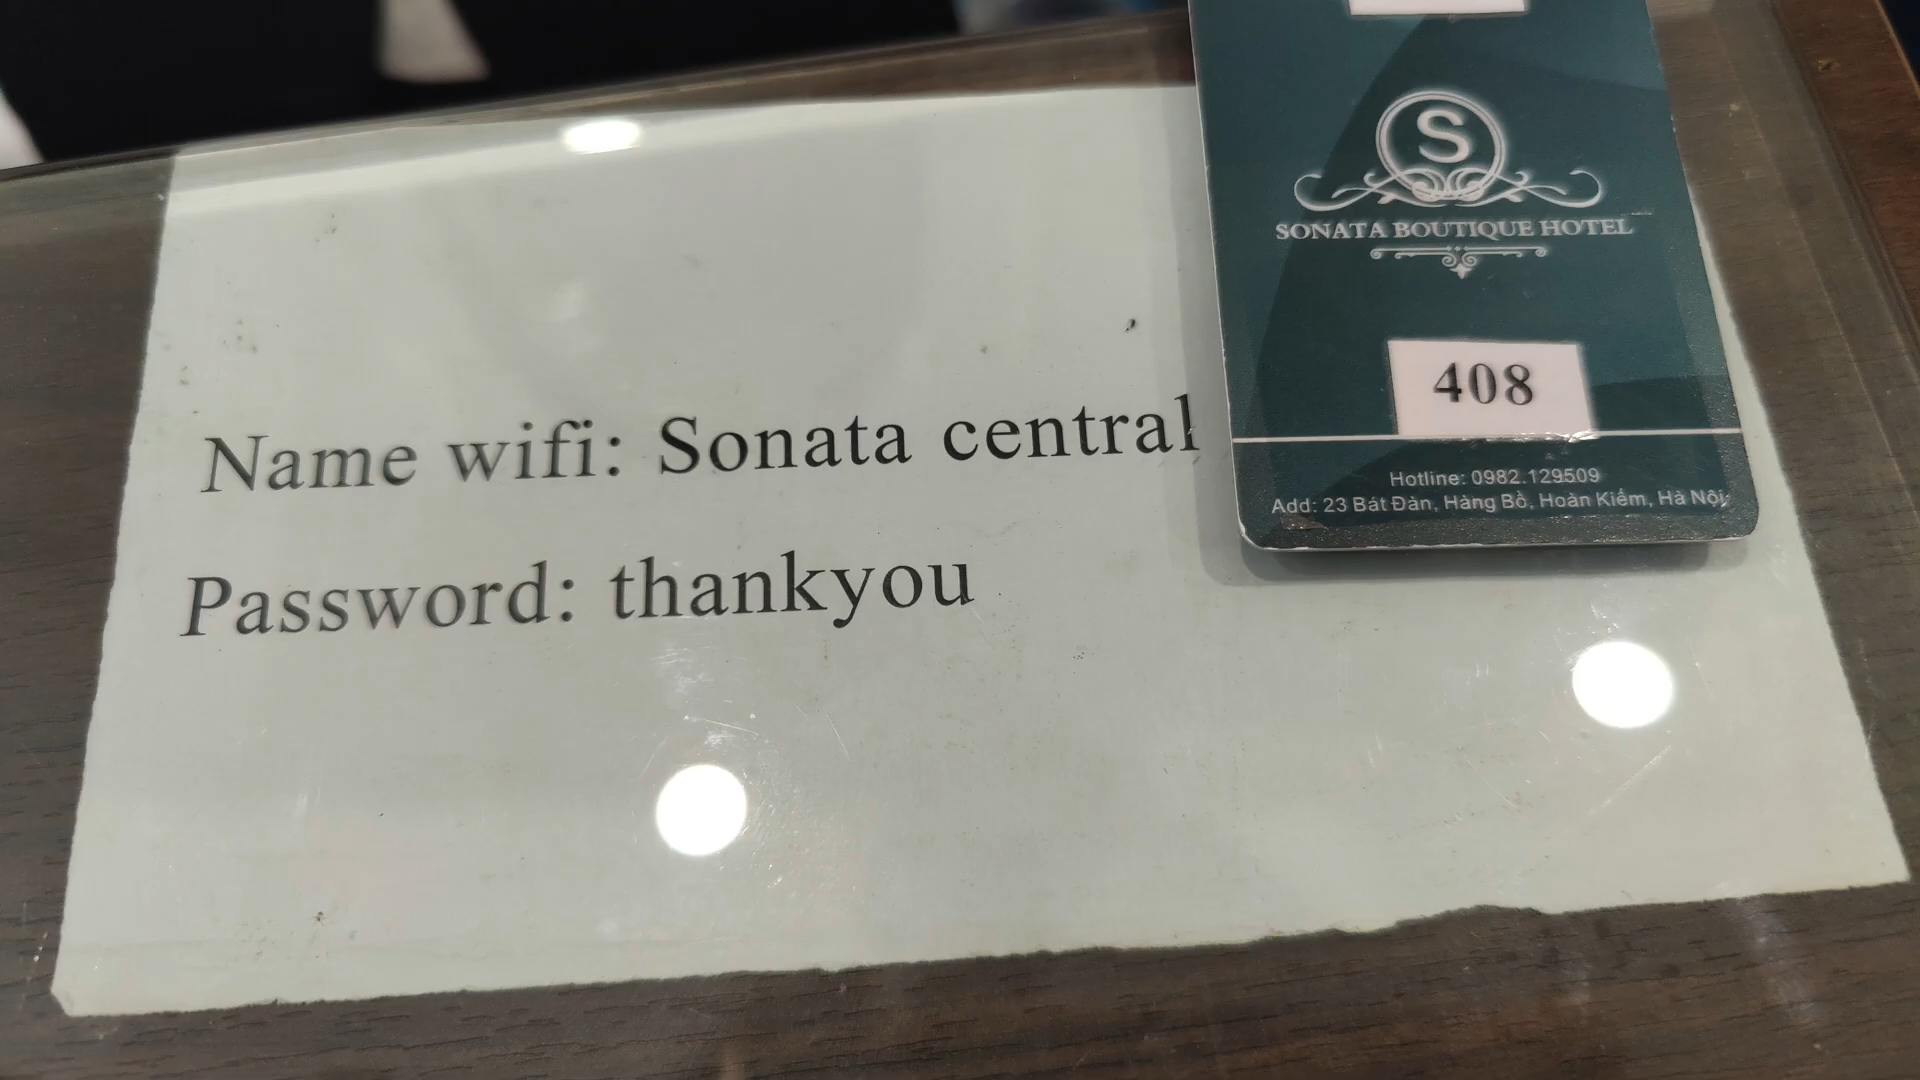 Name wifi: Sonata central
Password: thankyou
S
SONATA BOUTIQUE HOTEL
408
Hotline: 0982.129509
Add: 23 Bát Đàn, Hàng Bồ, Hoàn Kiếm, Hà Nội